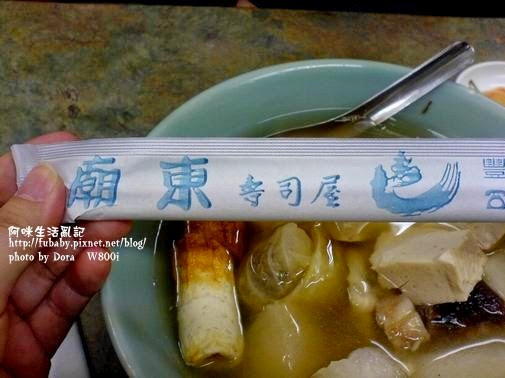 廟東 壽司屋
阿咪生活亂記
http://fubaby.pixnet.net/blog/
photo by Dora W800i